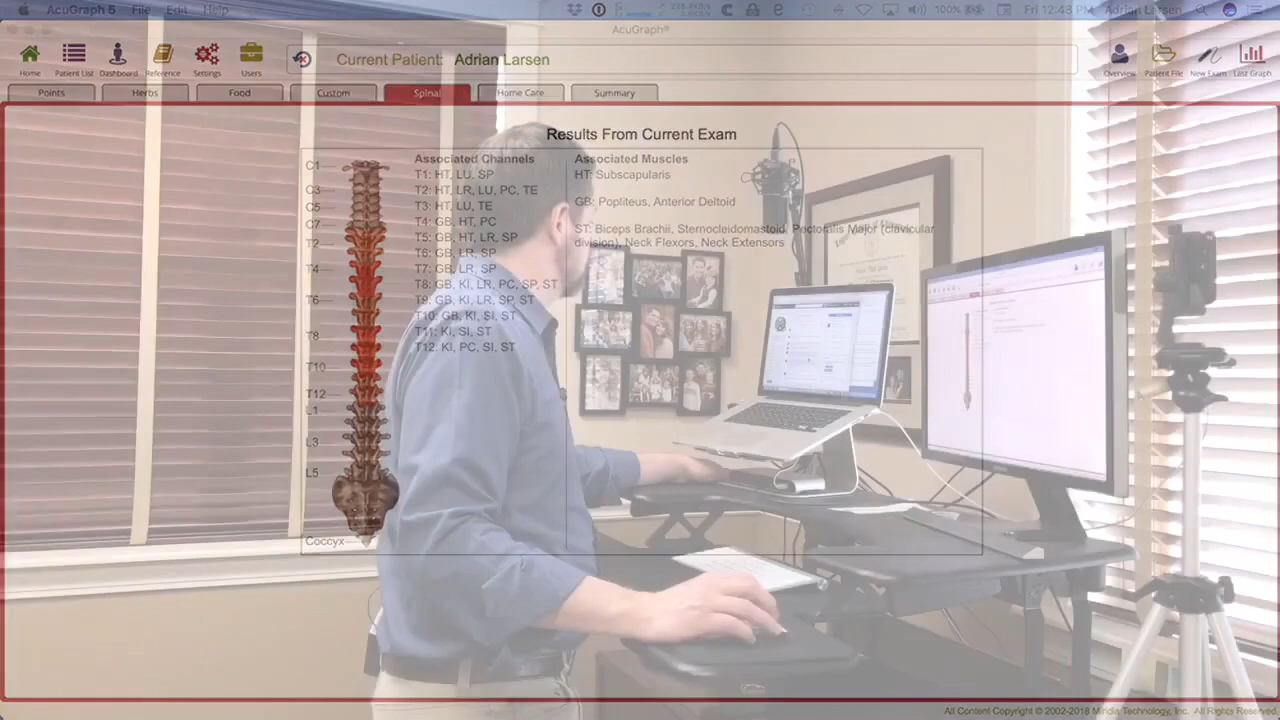 AcuGraph 5 File Edit Help
100% Fri 12:48 PM Adrian Larsen
AcuGraph®
Home Patient List Dashboard Reference Settings Users
Current Patient: Adrian Larsen
Overview Patient File New Exam Last Graph
Points Herbs Food Custom Spinal Home Care Summary
Results From Current Exam
C1
C3
C5
C7
T2
T4
T6
T8
T10
T12
L1
L3
L5
Coccyx
Associated Channels
T1: HT, LU, SP
T2: HT, LR, LU, PC, TE
T3: HT, LU, TE
T4: GB, HT, PC
T5: GB, HT, LR, SP
T6: GB, LR, SP
T7: GB, LR, SP
T8: GB, KI, LR, PC, SP, ST
T9: GB, KI, LR, SP, ST
T10: GB, KI, SI, ST
T11: KI, SI, ST
T12: KI, PC, SI, ST
Associated Muscles
HT: Subscapularis
GB: Popliteus, Anterior Deltoid
ST: Biceps Brachii, Sternocleidomastoid, Pectoralis Major (clavicular
division), Neck Flexors, Neck Extensors
All Content Copyright © 2002-2018 Miridia Technology, Inc. All Rights Reserved.